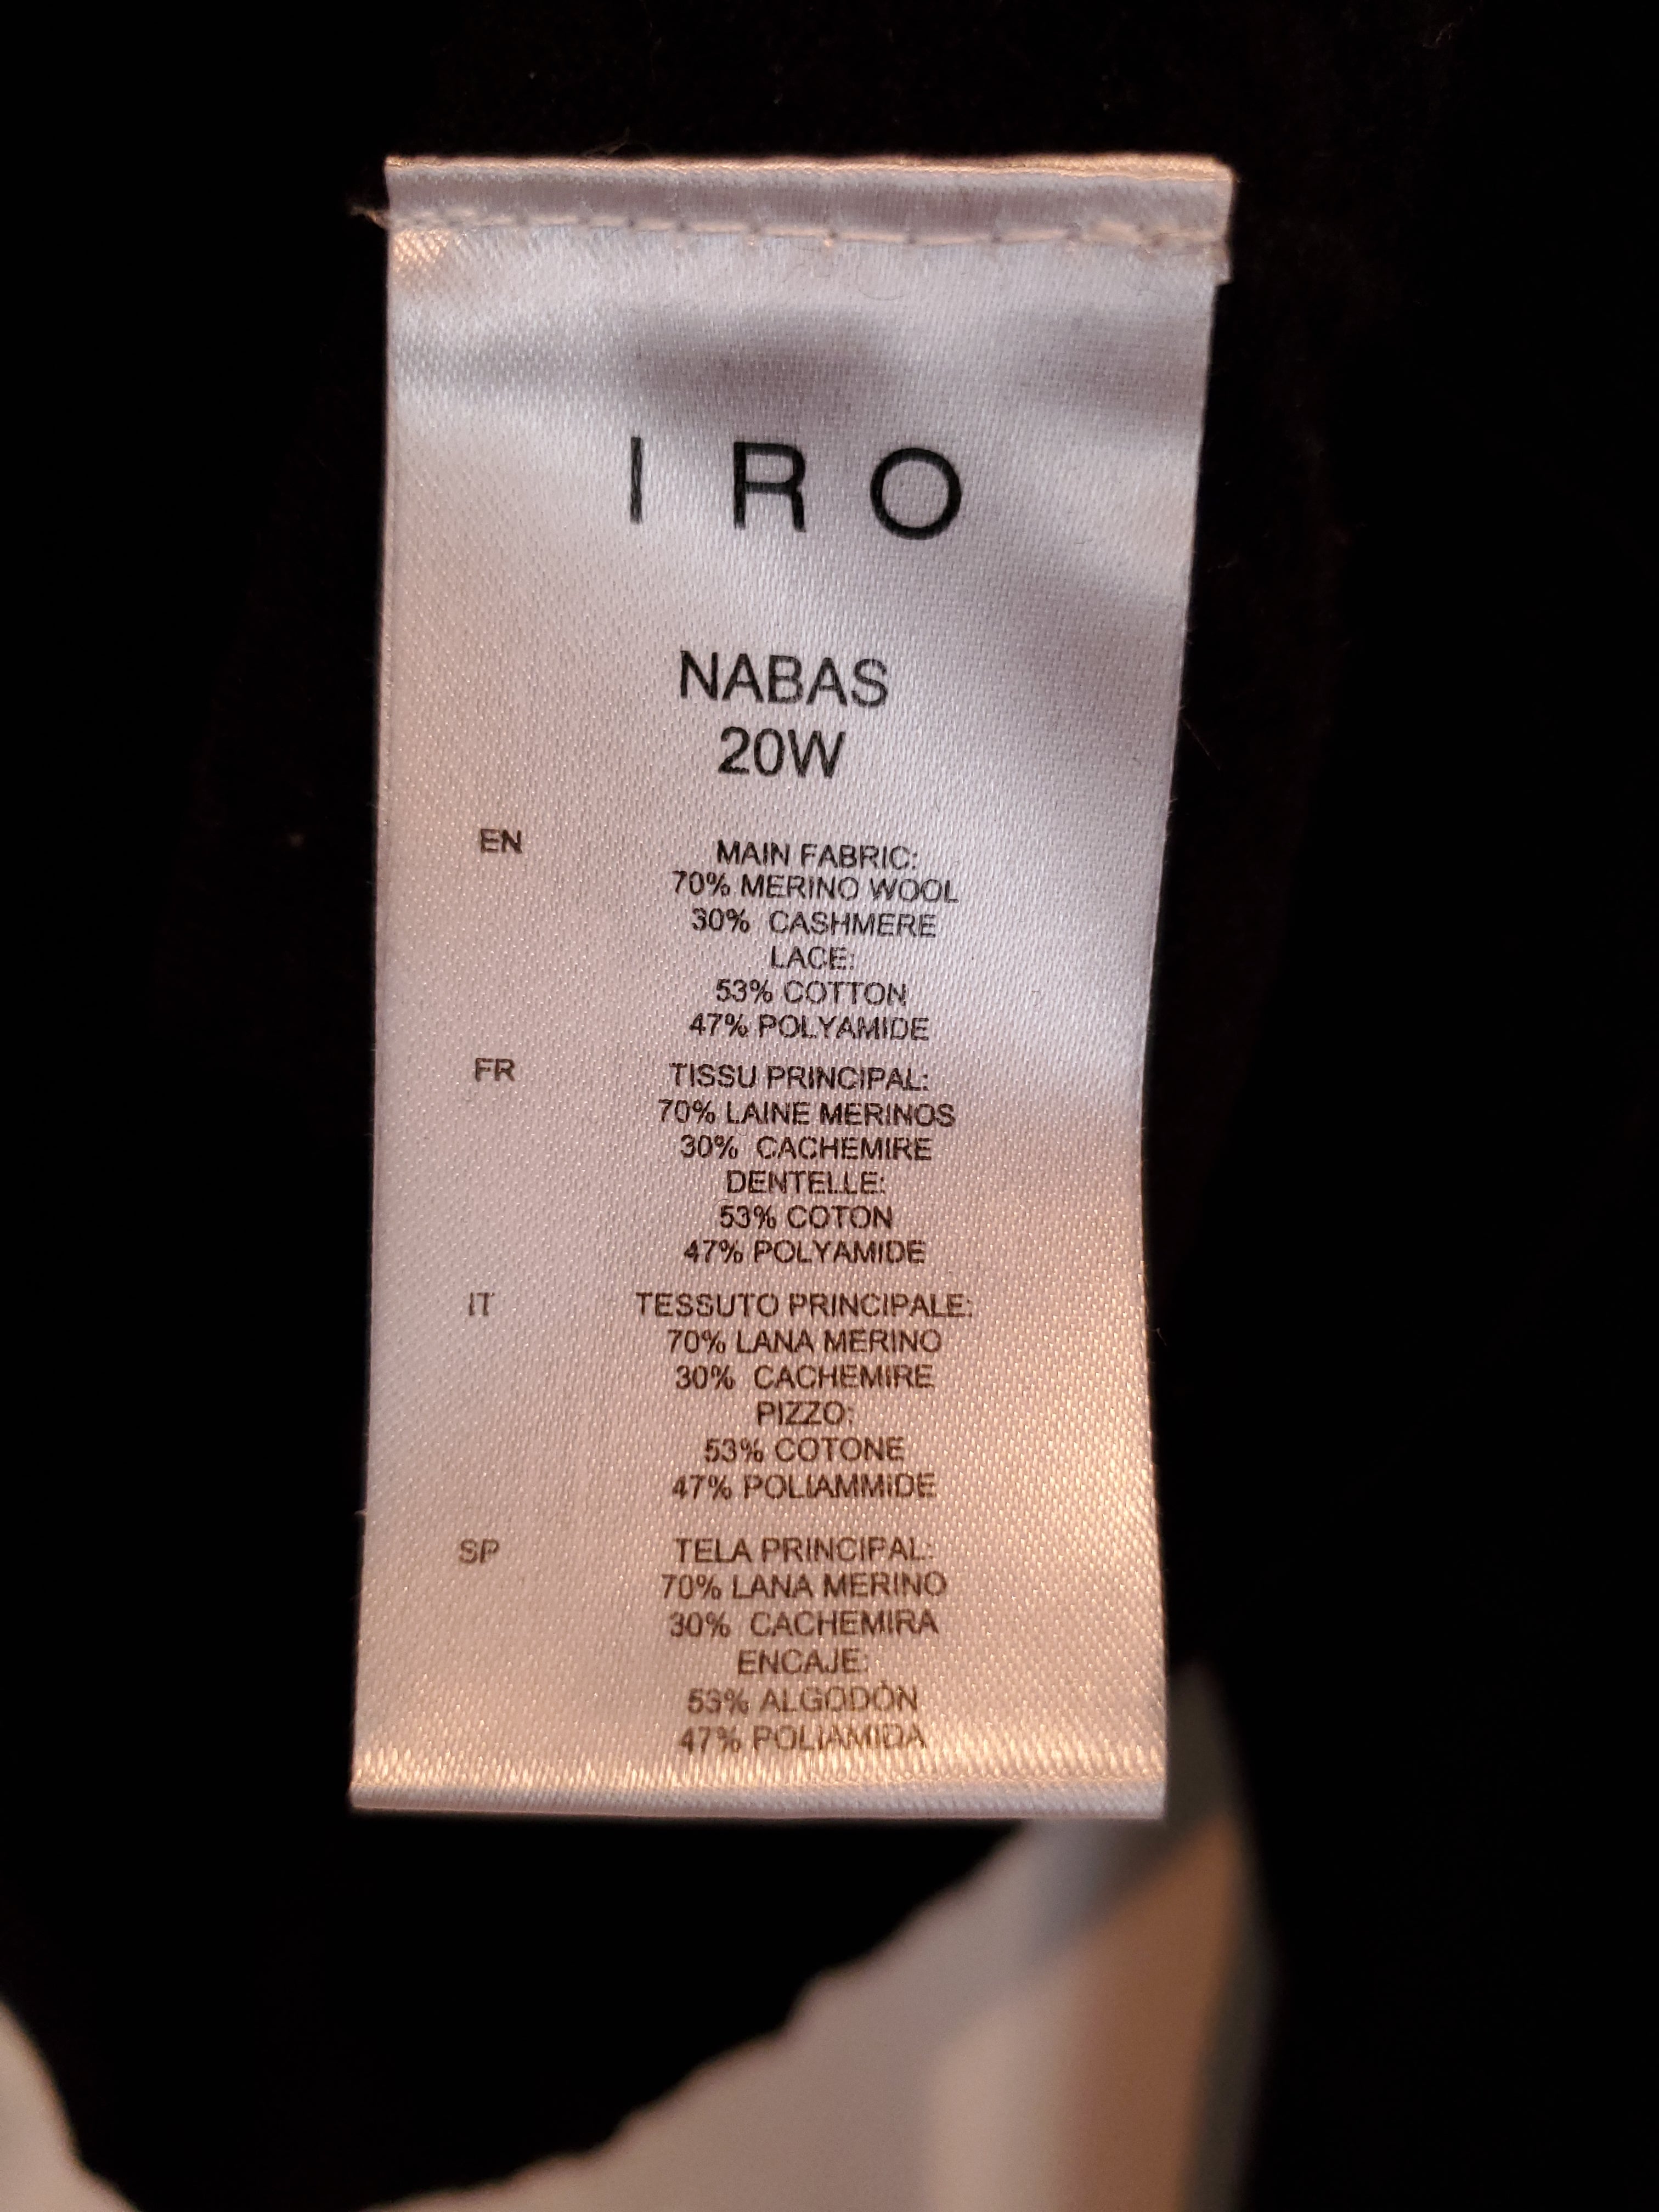 IRO
NABAS
20W
EN
MAIN FABRIC:
70% MERINO WOOL
30% CASHMERE
LACE:
53% COTTON
47% POLYAMIDE
FR
TISSU PRINCIPAL:
70% LAINE MERINOS
30% CACHEMIRE
DENTELLE:
53% COTON
47% POLYAMIDE
IT
TESSUTO PRINCIPALE:
70% LANA MERINO
30% CACHEMIRE
PIZZO:
53% COTONE
47% POLIAMMIDE
SP
TELA PRINCIPAL:
70% LANA MERINO
30% CACHEMIRA
ENCAJE:
53% ALGODÓN
47% POLIAMIDA